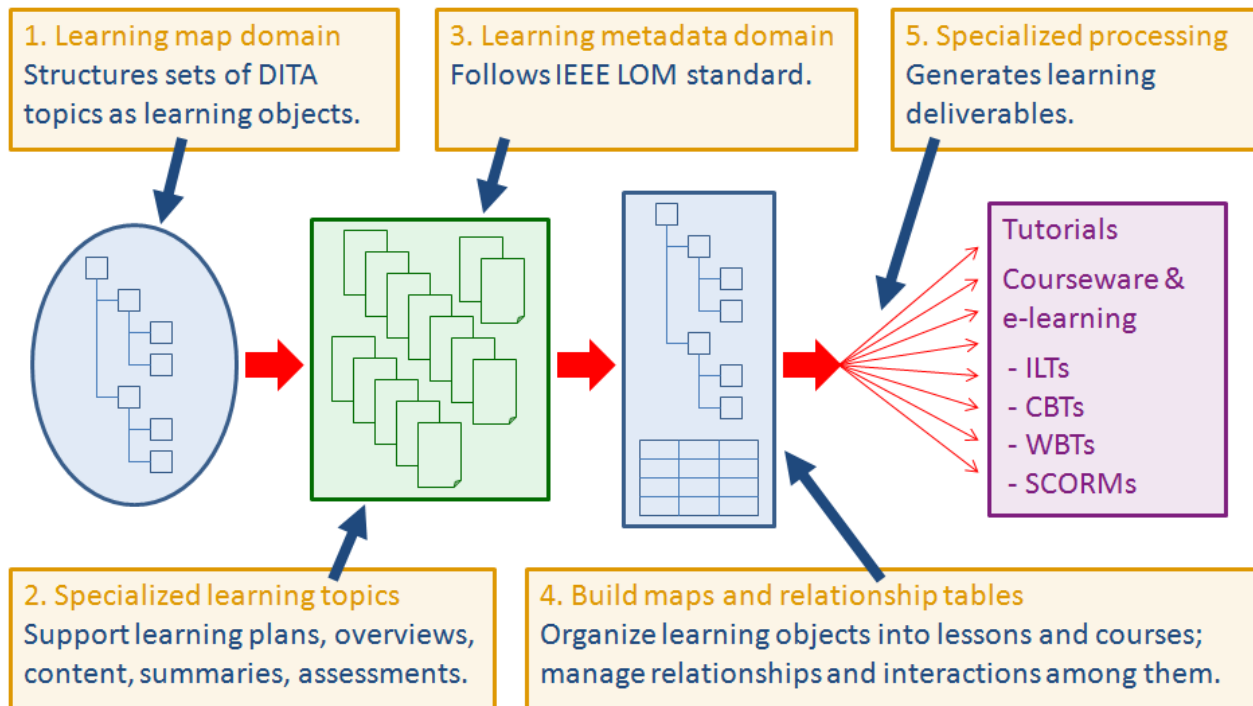 1. Learning map domain
Structures sets of DITA
topics as learning objects.
3. Learning metadata domain
Follows IEEE LOM standard.
5. Specialized processing
Generates learning
deliverables.
Tutorials
Courseware &
e-learning
- ILTs
- CBTs
- WBTs
- SCORMs
2. Specialized learning topics
Support learning plans, overviews,
content, summaries, assessments.
4. Build maps and relationship tables
Organize learning objects into lessons and courses;
manage relationships and interactions among them.